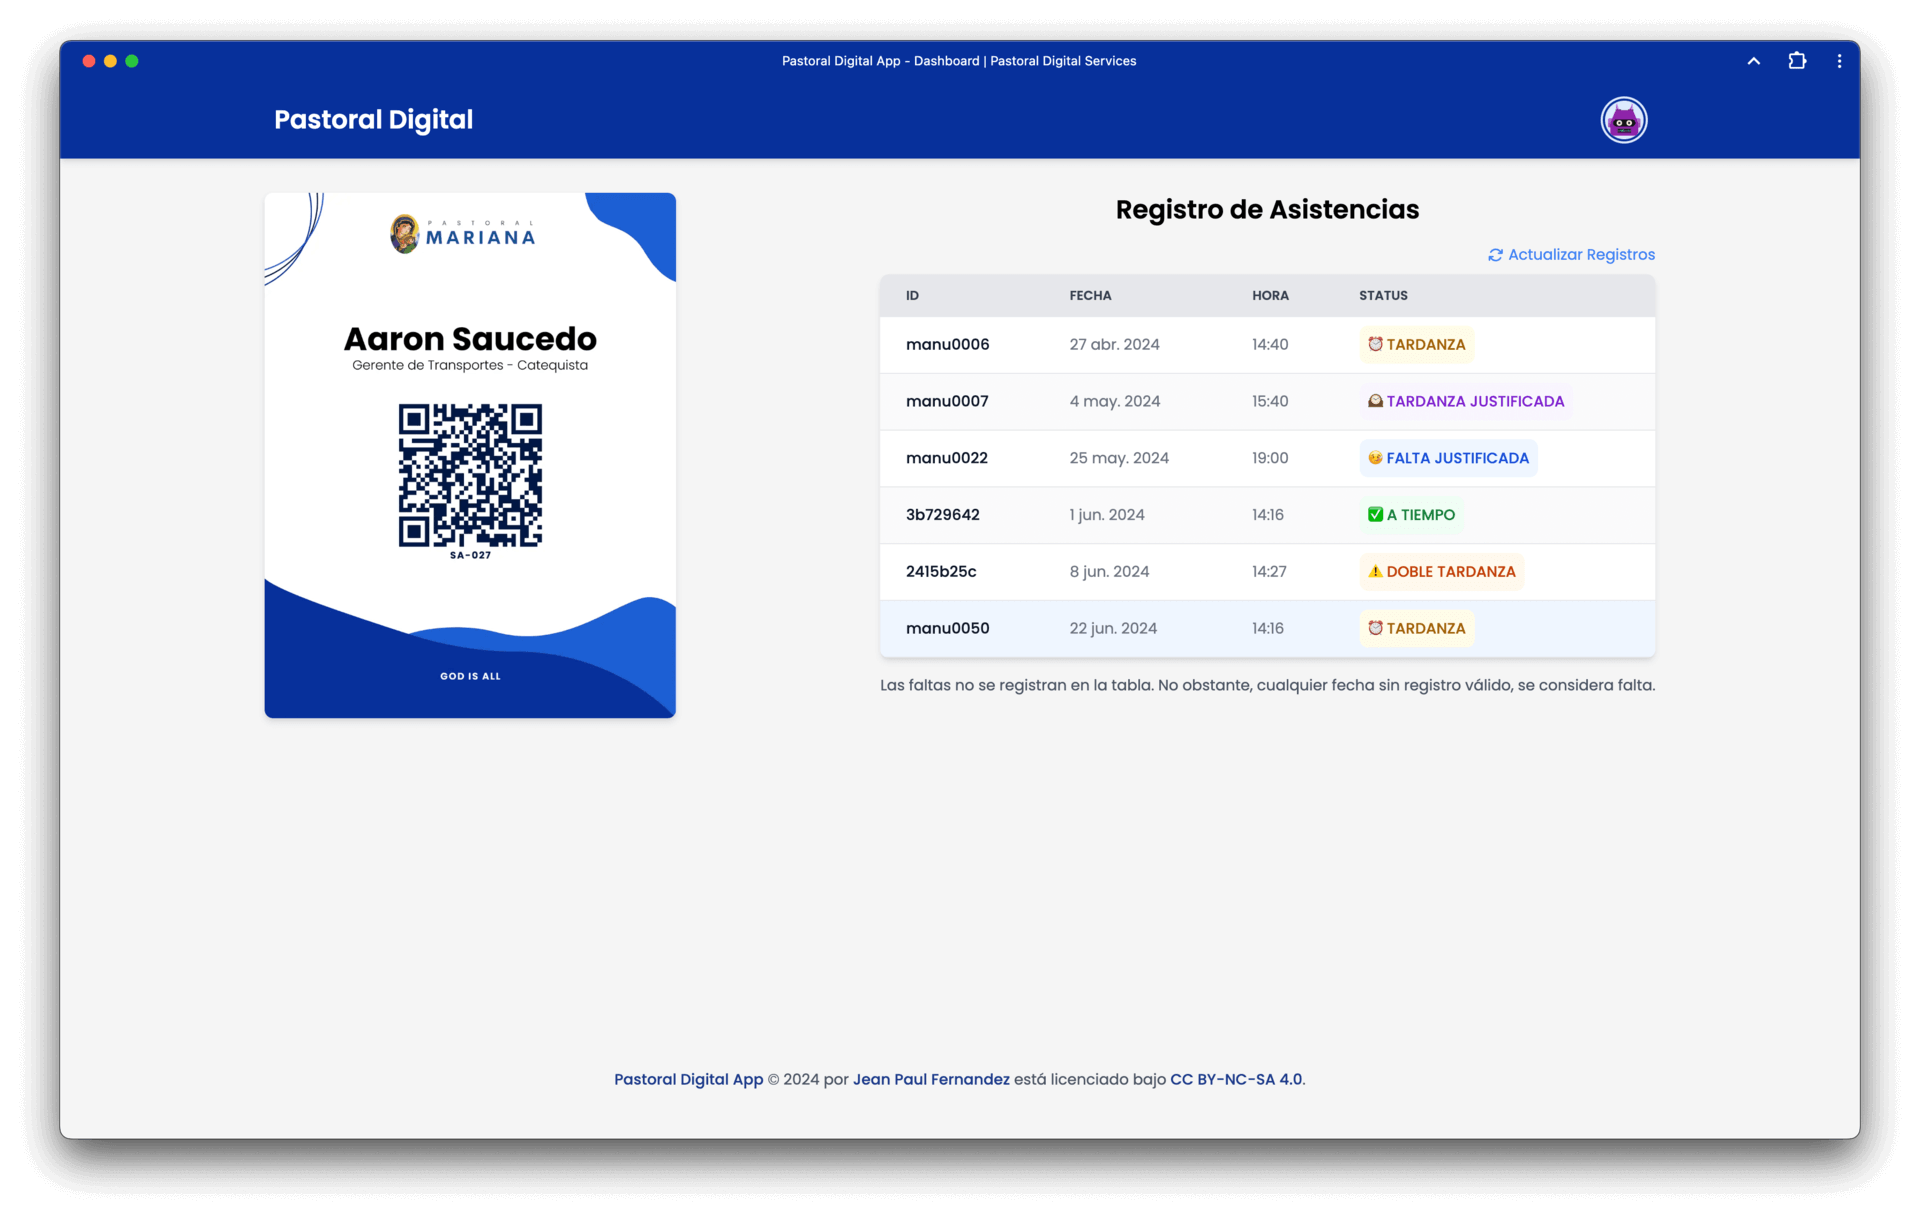 Pastoral Digital App - Dashboard | Pastoral Digital Services
Pastoral Digital
PASTORAL
MARIANA
Aaron Saucedo
Gerente de Transportes - Catequista
SA-027
GOD IS ALL
Registro de Asistencias
Actualizar Registros
ID FECHA HORA STATUS
manu0006 27 abr. 2024 14:40 ⏰ TARDANZA
manu0007 4 may. 2024 15:40 🕰️ TARDANZA JUSTIFICADA
manu0022 25 may. 2024 19:00 🤒 FALTA JUSTIFICADA
3b729642 1 jun. 2024 14:16 ✅ A TIEMPO
2415b25c 8 jun. 2024 14:27 ⚠️ DOBLE TARDANZA
manu0050 22 jun. 2024 14:16 ⏰ TARDANZA
Las faltas no se registran en la tabla. No obstante, cualquier fecha sin registro válido, se considera falta.
Pastoral Digital App © 2024 por Jean Paul Fernandez está licenciado bajo CC BY-NC-SA 4.0.